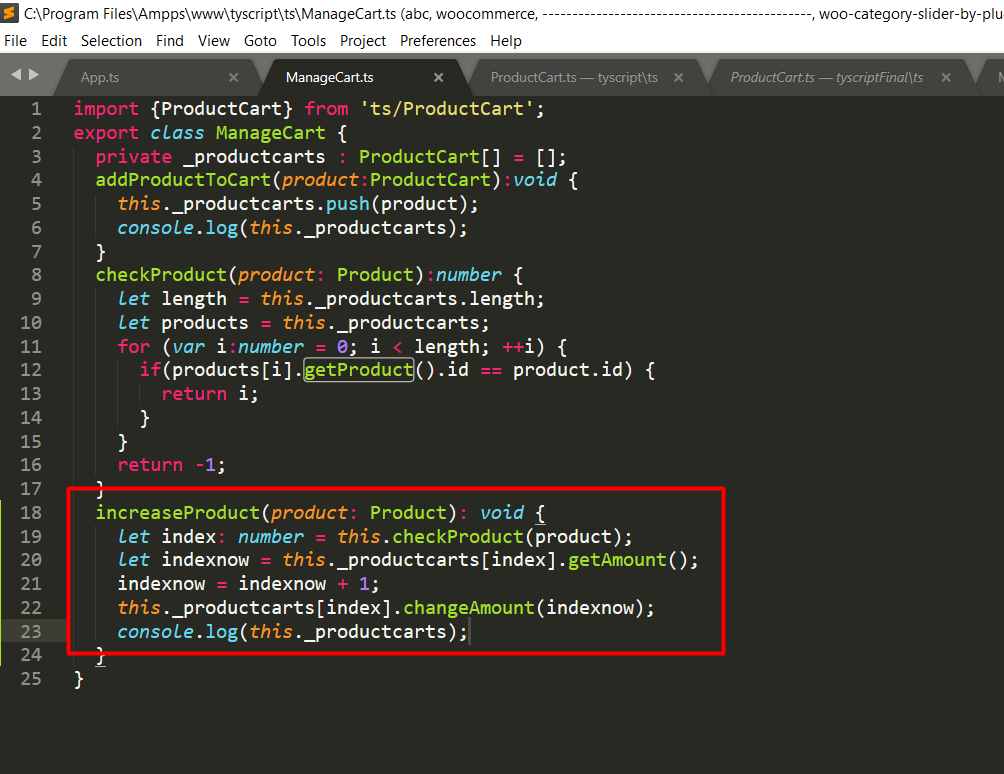 C:\Program Files\Ampps\www\tyscript\ts\ManageCart.ts (abc, woocommerce, ---------------------------------------------, woo-category-slider-by-plu
File Edit Selection Find View Goto Tools Project Preferences Help
App.ts × ManageCart.ts × ProductCart.ts — tyscript\ts × ProductCart.ts — tyscriptFinal\ts ×
1 import {ProductCart} from 'ts/ProductCart';
2 export class ManageCart {
3 private _productcarts : ProductCart[] = [];
4 addProductToCart(product:ProductCart):void {
5 this._productcarts.push(product);
6 console.log(this._productcarts);
7 }
8 checkProduct(product: Product):number {
9 let length = this._productcarts.length;
10 let products = this._productcarts;
11 for (var i:number = 0; i < length; ++i) {
12 if(products[i].getProduct().id == product.id) {
13 return i;
14 }
15 }
16 return -1;
17 }
18 increaseProduct(product: Product): void {
19 let index: number = this.checkProduct(product);
20 let indexnow = this._productcarts[index].getAmount();
21 indexnow = indexnow + 1;
22 this._productcarts[index].changeAmount(indexnow);
23 console.log(this._productcarts);
24 }
25 }